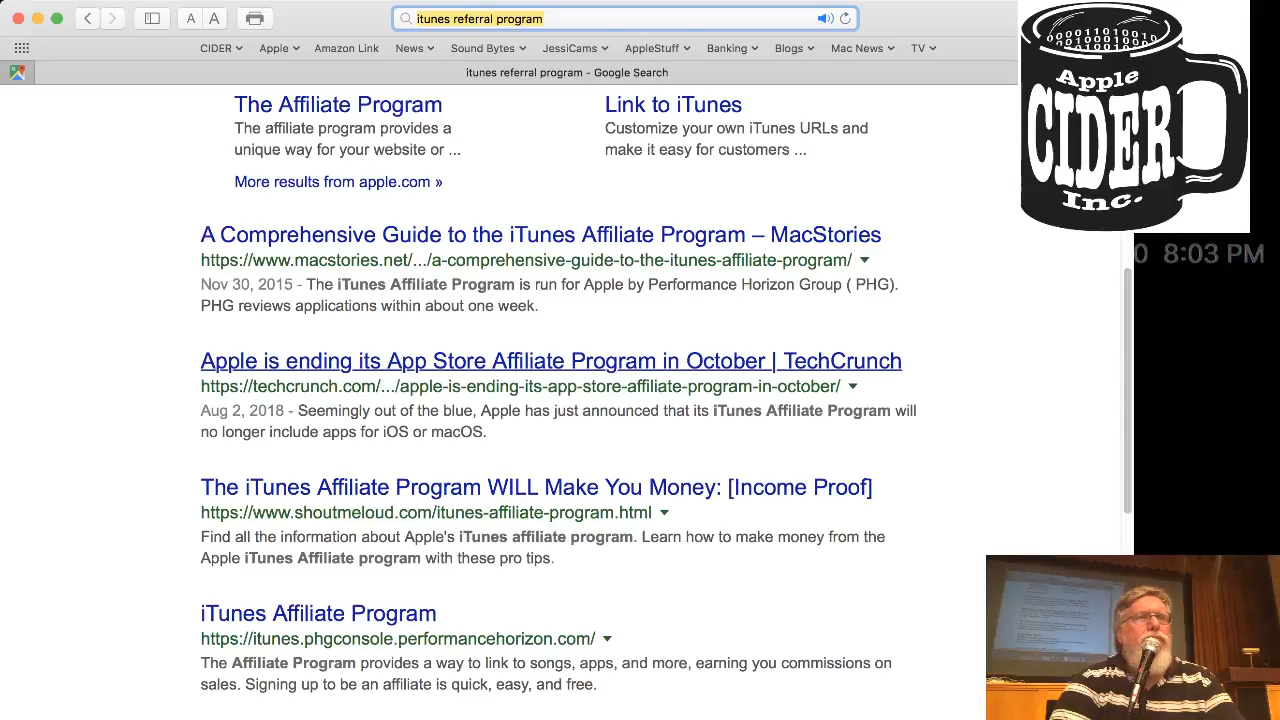 itunes referral program
A A
CIDER Apple Amazon Link News Sound Bytes JessiCams AppleStuff Banking Blogs Mac News TV
itunes referral program - Google Search
The Affiliate Program
The affiliate program provides a
unique way for your website or ...
Link to iTunes
Customize your own iTunes URLs and
make it easy for customers ...
More results from apple.com »
A Comprehensive Guide to the iTunes Affiliate Program – MacStories
https://www.macstories.net/.../a-comprehensive-guide-to-the-itunes-affiliate-program/
Nov 30, 2015 - The iTunes Affiliate Program is run for Apple by Performance Horizon Group ( PHG).
PHG reviews applications within about one week.
Apple is ending its App Store Affiliate Program in October | TechCrunch
https://techcrunch.com/.../apple-is-ending-its-app-store-affiliate-program-in-october/
Aug 2, 2018 - Seemingly out of the blue, Apple has just announced that its iTunes Affiliate Program will
no longer include apps for iOS or macOS.
The iTunes Affiliate Program WILL Make You Money: [Income Proof]
https://www.shoutmeloud.com/itunes-affiliate-program.html
Find all the information about Apple's iTunes affiliate program. Learn how to make money from the
Apple iTunes Affiliate program with these pro tips.
iTunes Affiliate Program
https://itunes.phgconsole.performancehorizon.com/
The Affiliate Program provides a way to link to songs, apps, and more, earning you commissions on
sales. Signing up to be an affiliate is quick, easy, and free.
Apple
CIDER
Inc.
0 8:03 PM